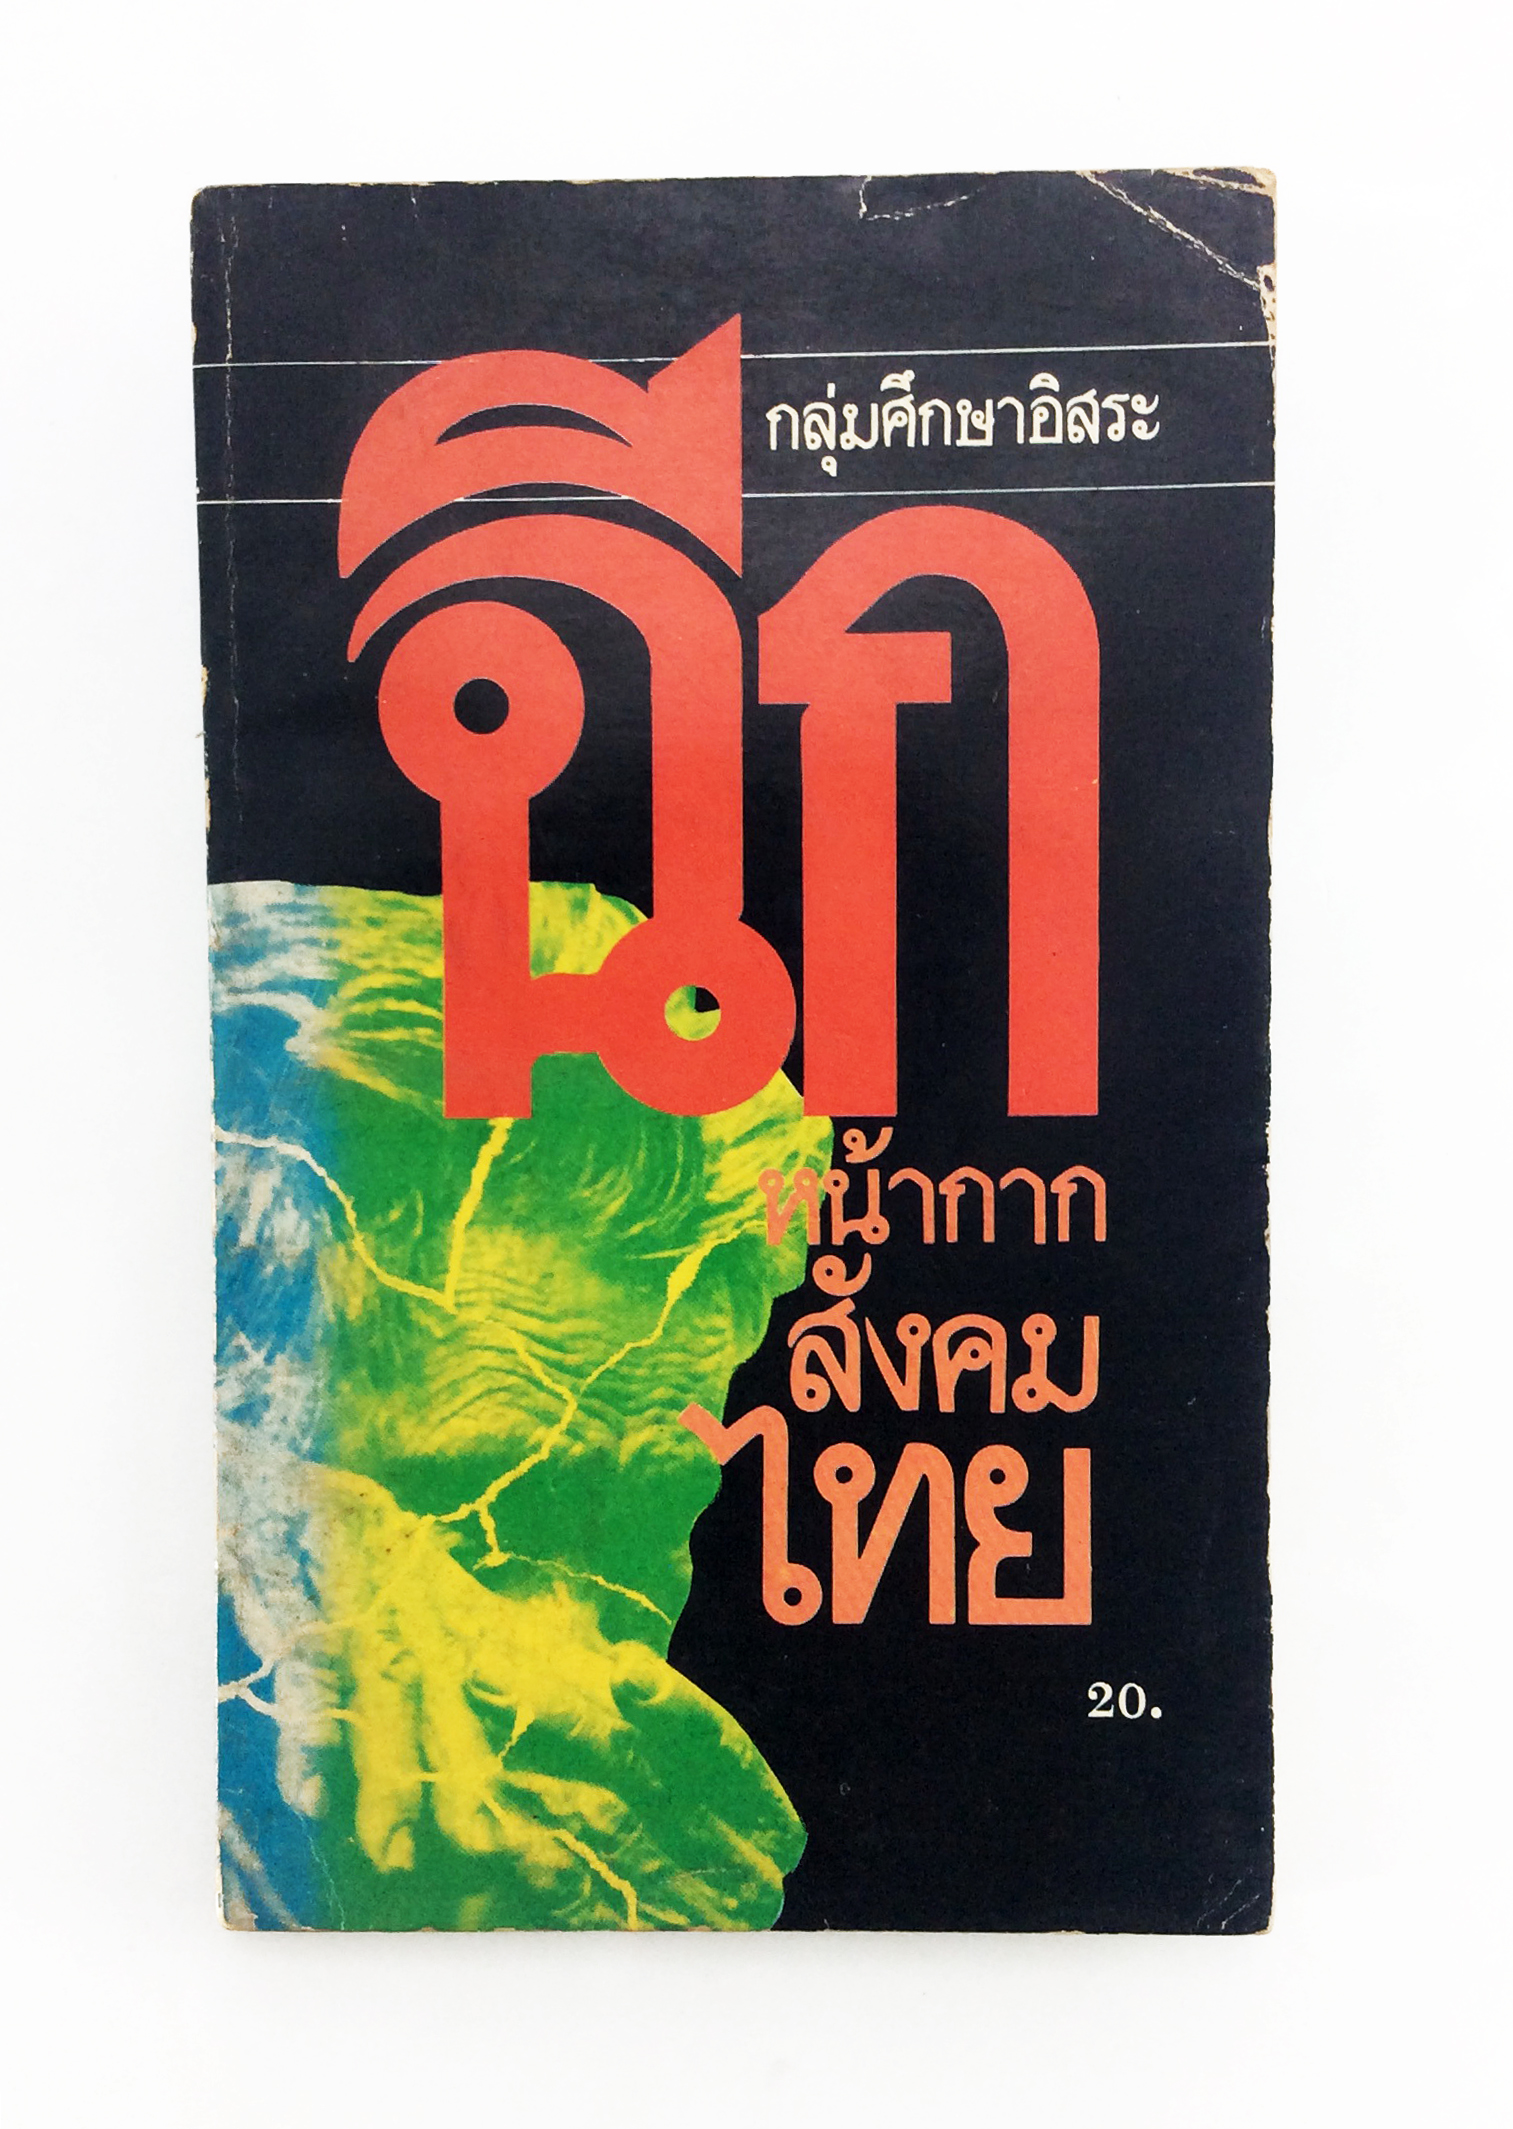 กลุ่มศึกษาอิสระ
ฉีก
หน้ากาก
สังคม
ไทย
20.